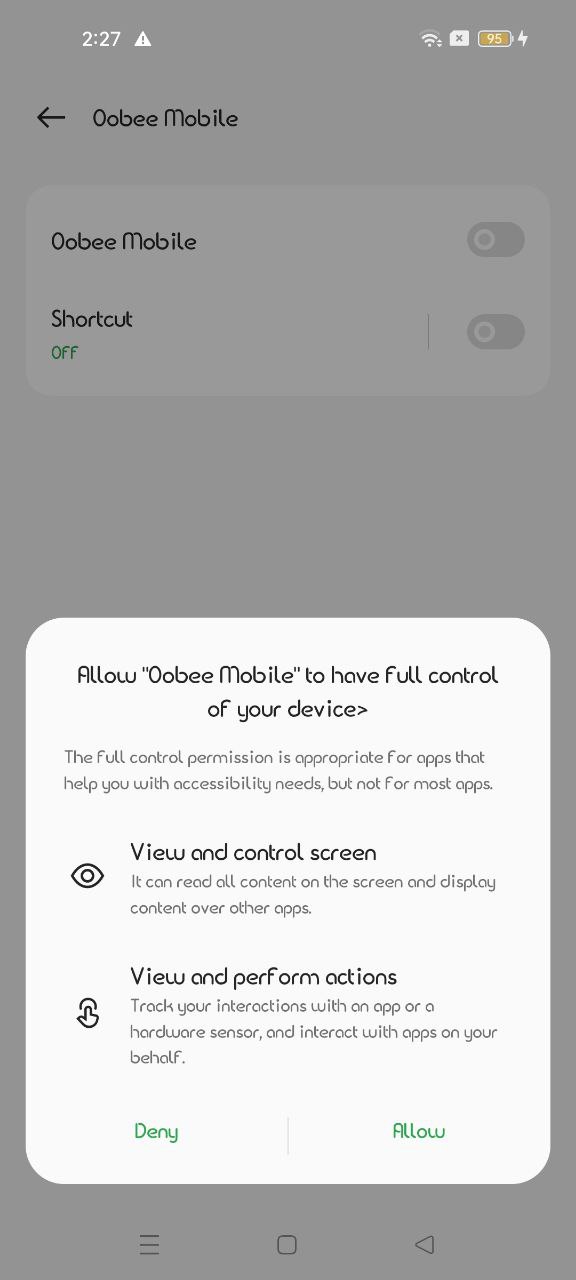 2:27
95
Oobee Mobile
Oobee Mobile
Shortcut
OFF
Allow "Oobee Mobile" to have full control
of your device>
The full control permission is appropriate for apps that
help you with accessibility needs, but not for most apps.
View and control screen
It can read all content on the screen and display
content over other apps.
View and perform actions
Track your interactions with an app or a
hardware sensor, and interact with apps on your
behalf.
Deny
Allow